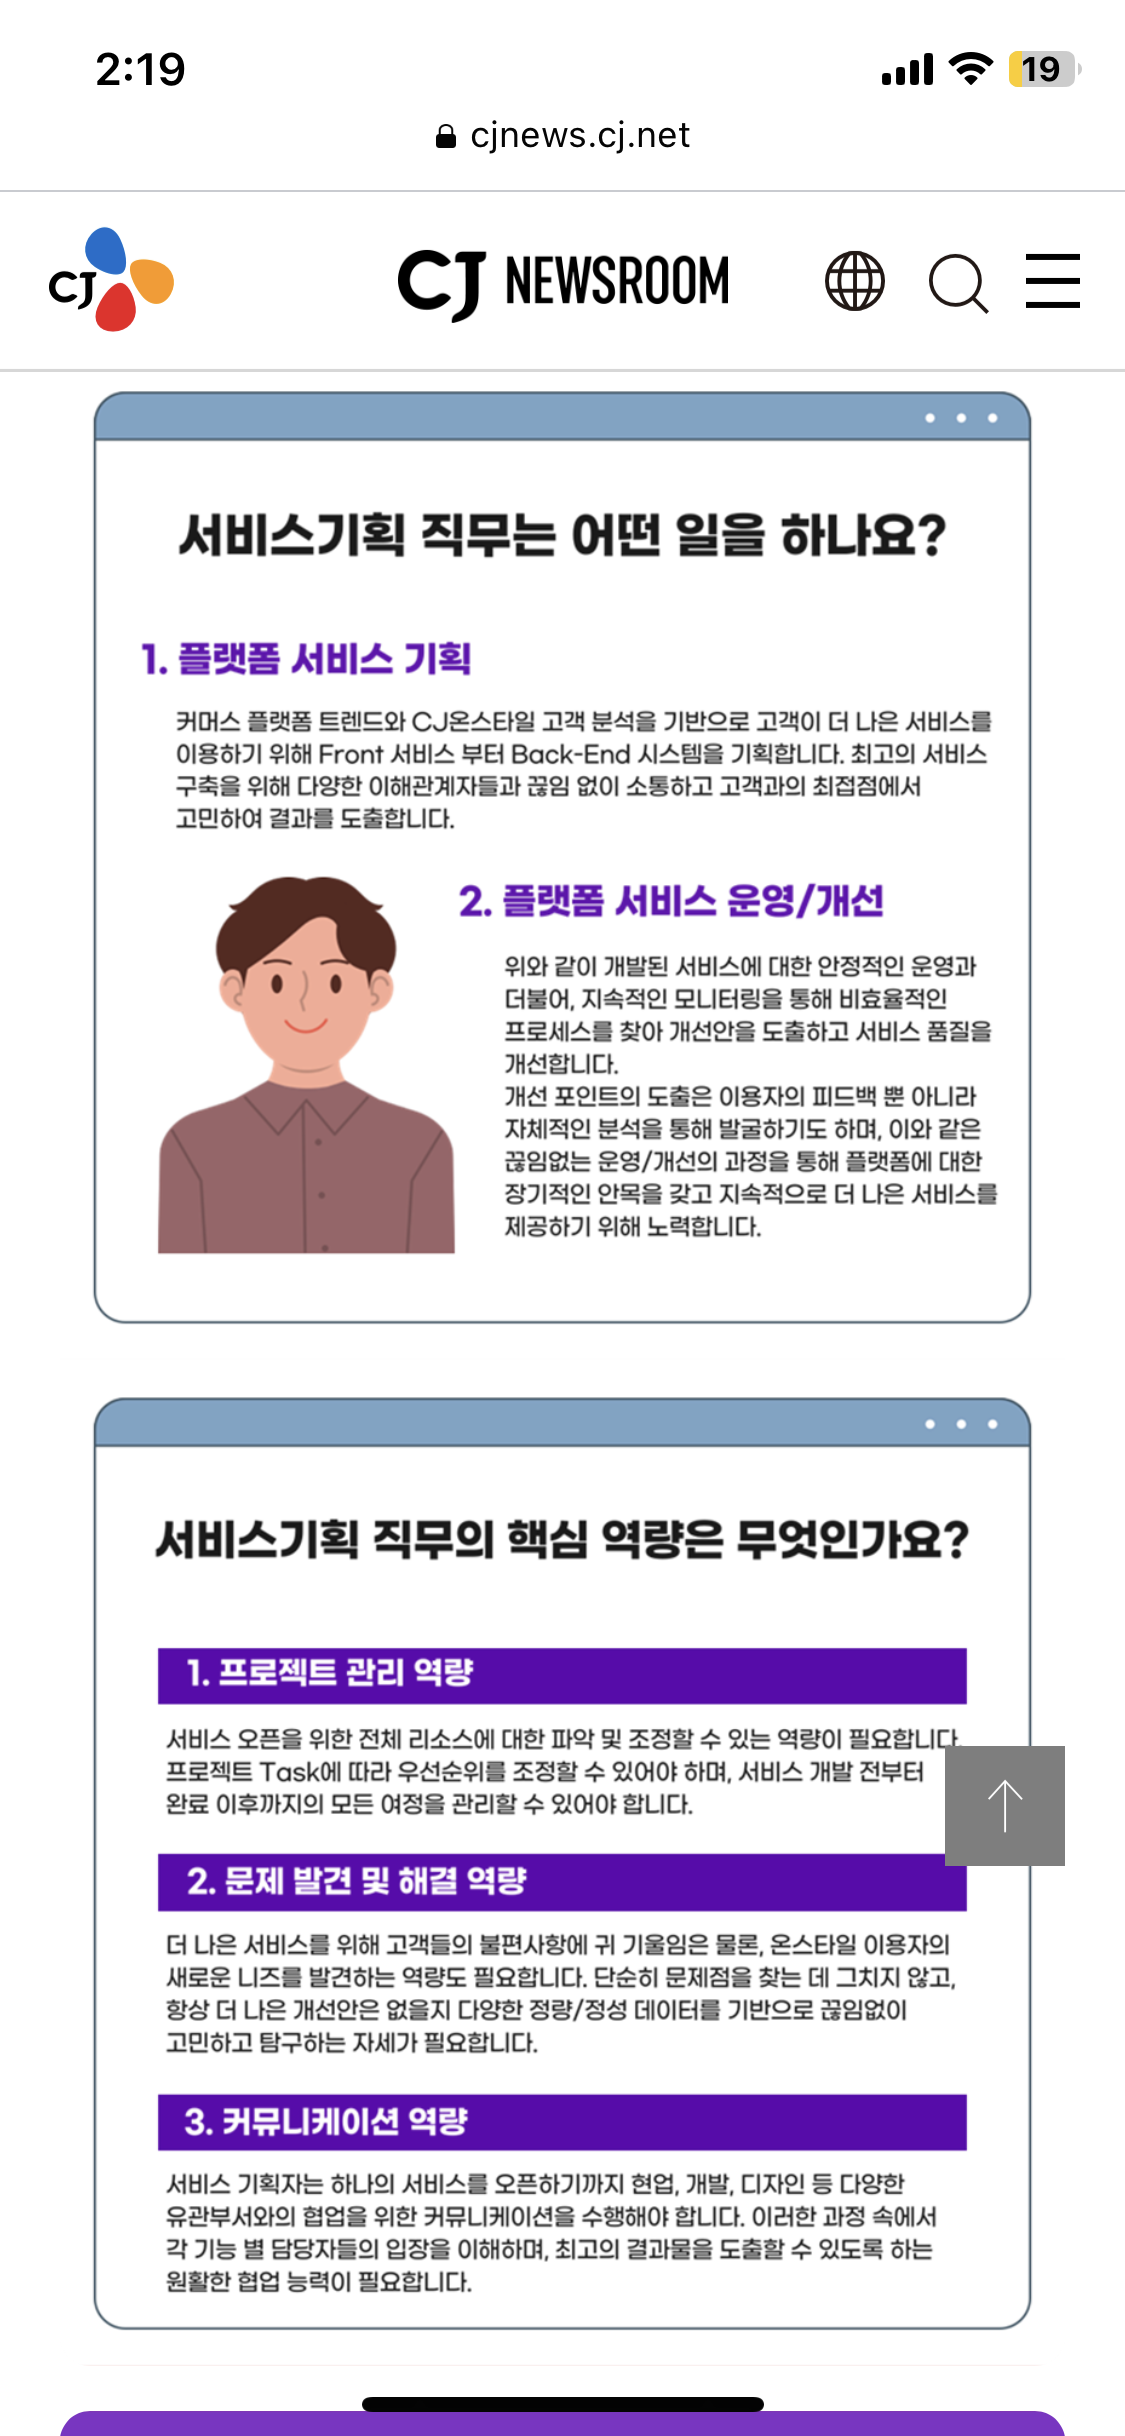 2:19
19
cjnews.cj.net
CJ
CJ NEWSROOM
서비스기획 직무는 어떤 일을 하나요?
1. 플랫폼 서비스 기획
커머스 플랫폼 트렌드와 CJ온스타일 고객 분석을 기반으로 고객이 더 나은 서비스를
이용하기 위해 Front 서비스 부터 Back-End 시스템을 기획합니다. 최고의 서비스
구축을 위해 다양한 이해관계자들과 끊임 없이 소통하고 고객과의 최접점에서
고민하여 결과를 도출합니다.
2. 플랫폼 서비스 운영/개선
위와 같이 개발된 서비스에 대한 안정적인 운영과
더불어, 지속적인 모니터링을 통해 비효율적인
프로세스를 찾아 개선안을 도출하고 서비스 품질을
개선합니다.
개선 포인트의 도출은 이용자의 피드백 뿐 아니라
자체적인 분석을 통해 발굴하기도 하며, 이와 같은
끊임없는 운영/개선의 과정을 통해 플랫폼에 대한
장기적인 안목을 갖고 지속적으로 더 나은 서비스를
제공하기 위해 노력합니다.
서비스기획 직무의 핵심 역량은 무엇인가요?
1. 프로젝트 관리 역량
서비스 오픈을 위한 전체 리소스에 대한 파악 및 조정할 수 있는 역량이 필요합니다.
프로젝트 Task에 따라 우선순위를 조정할 수 있어야 하며, 서비스 개발 전부터
완료 이후까지의 모든 여정을 관리할 수 있어야 합니다.
2. 문제 발견 및 해결 역량
더 나은 서비스를 위해 고객들의 불편사항에 귀 기울임은 물론, 온스타일 이용자의
새로운 니즈를 발견하는 역량도 필요합니다. 단순히 문제점을 찾는 데 그치지 않고,
항상 더 나은 개선안은 없을지 다양한 정량/정성 데이터를 기반으로 끊임없이
고민하고 탐구하는 자세가 필요합니다.
3. 커뮤니케이션 역량
서비스 기획자는 하나의 서비스를 오픈하기까지 현업, 개발, 디자인 등 다양한
유관부서와의 협업을 위한 커뮤니케이션을 수행해야 합니다. 이러한 과정 속에서
각 기능 별 담당자들의 입장을 이해하며, 최고의 결과물을 도출할 수 있도록 하는
원활한 협업 능력이 필요합니다.